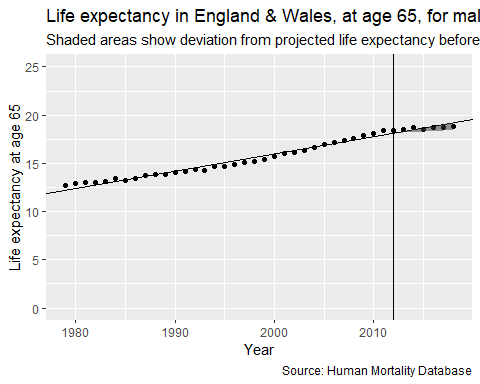 Life expectancy in England & Wales, at age 65, for mal
Shaded areas show deviation from projected life expectancy before
Life expectancy at age 65
25
20
15
10
5
0
1980 1990 2000 2010
Year
Source: Human Mortality Database